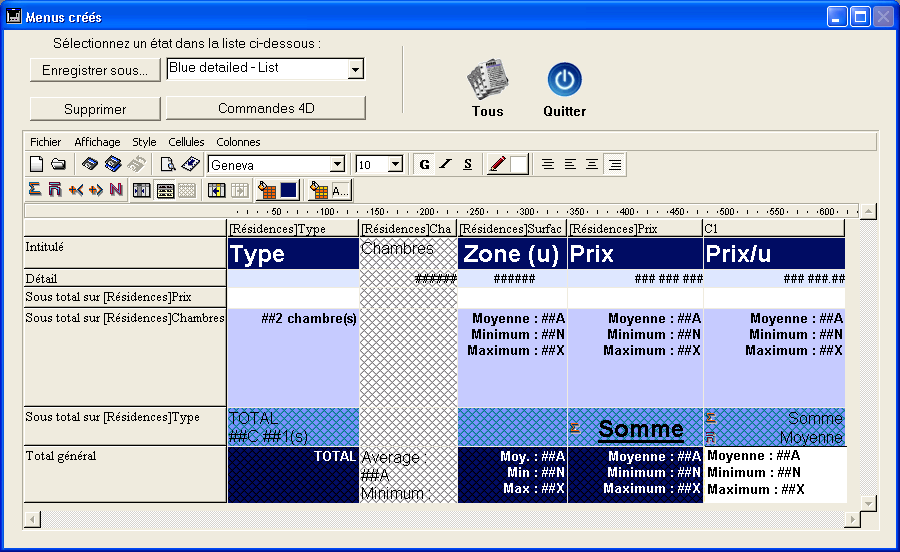 Menus créés
Sélectionnez un état dans la liste ci-dessous :
Enregistrer sous...
Blue detailed - List
Supprimer
Commandes 4D
Tous
Quitter
Fichier Affichage Style Cellules Colonnes
Geneva 10 G I S
Σ N A...
50 100 150 200 250 300 350 400 450 500 550 600
[Résidences]Type [Résidences]Cha [Résidences]Surfac [Résidences]Prix C1
Intitulé Type Chambres Zone (u) Prix Prix/u
Détail ###### ###### ### ### ### ### ###.##
Sous total sur [Résidences]Prix
Sous total sur [Résidences]Chambres ##2 chambre(s) Moyenne : ##A Moyenne : ##A Moyenne : ##A
Minimum : ##N Minimum : ##N Minimum : ##N
Maximum : ##X Maximum : ##X Maximum : ##X
Sous total sur [Résidences]Type TOTAL Somme Somme
##C ##1(s) Moyenne
Total général TOTAL Average : Moy. : ##A Moyenne : ##A Moyenne : ##A
##A Min : ##N Minimum : ##N Minimum : ##N
Minimum Max : ##X Maximum : ##X Maximum : ##X